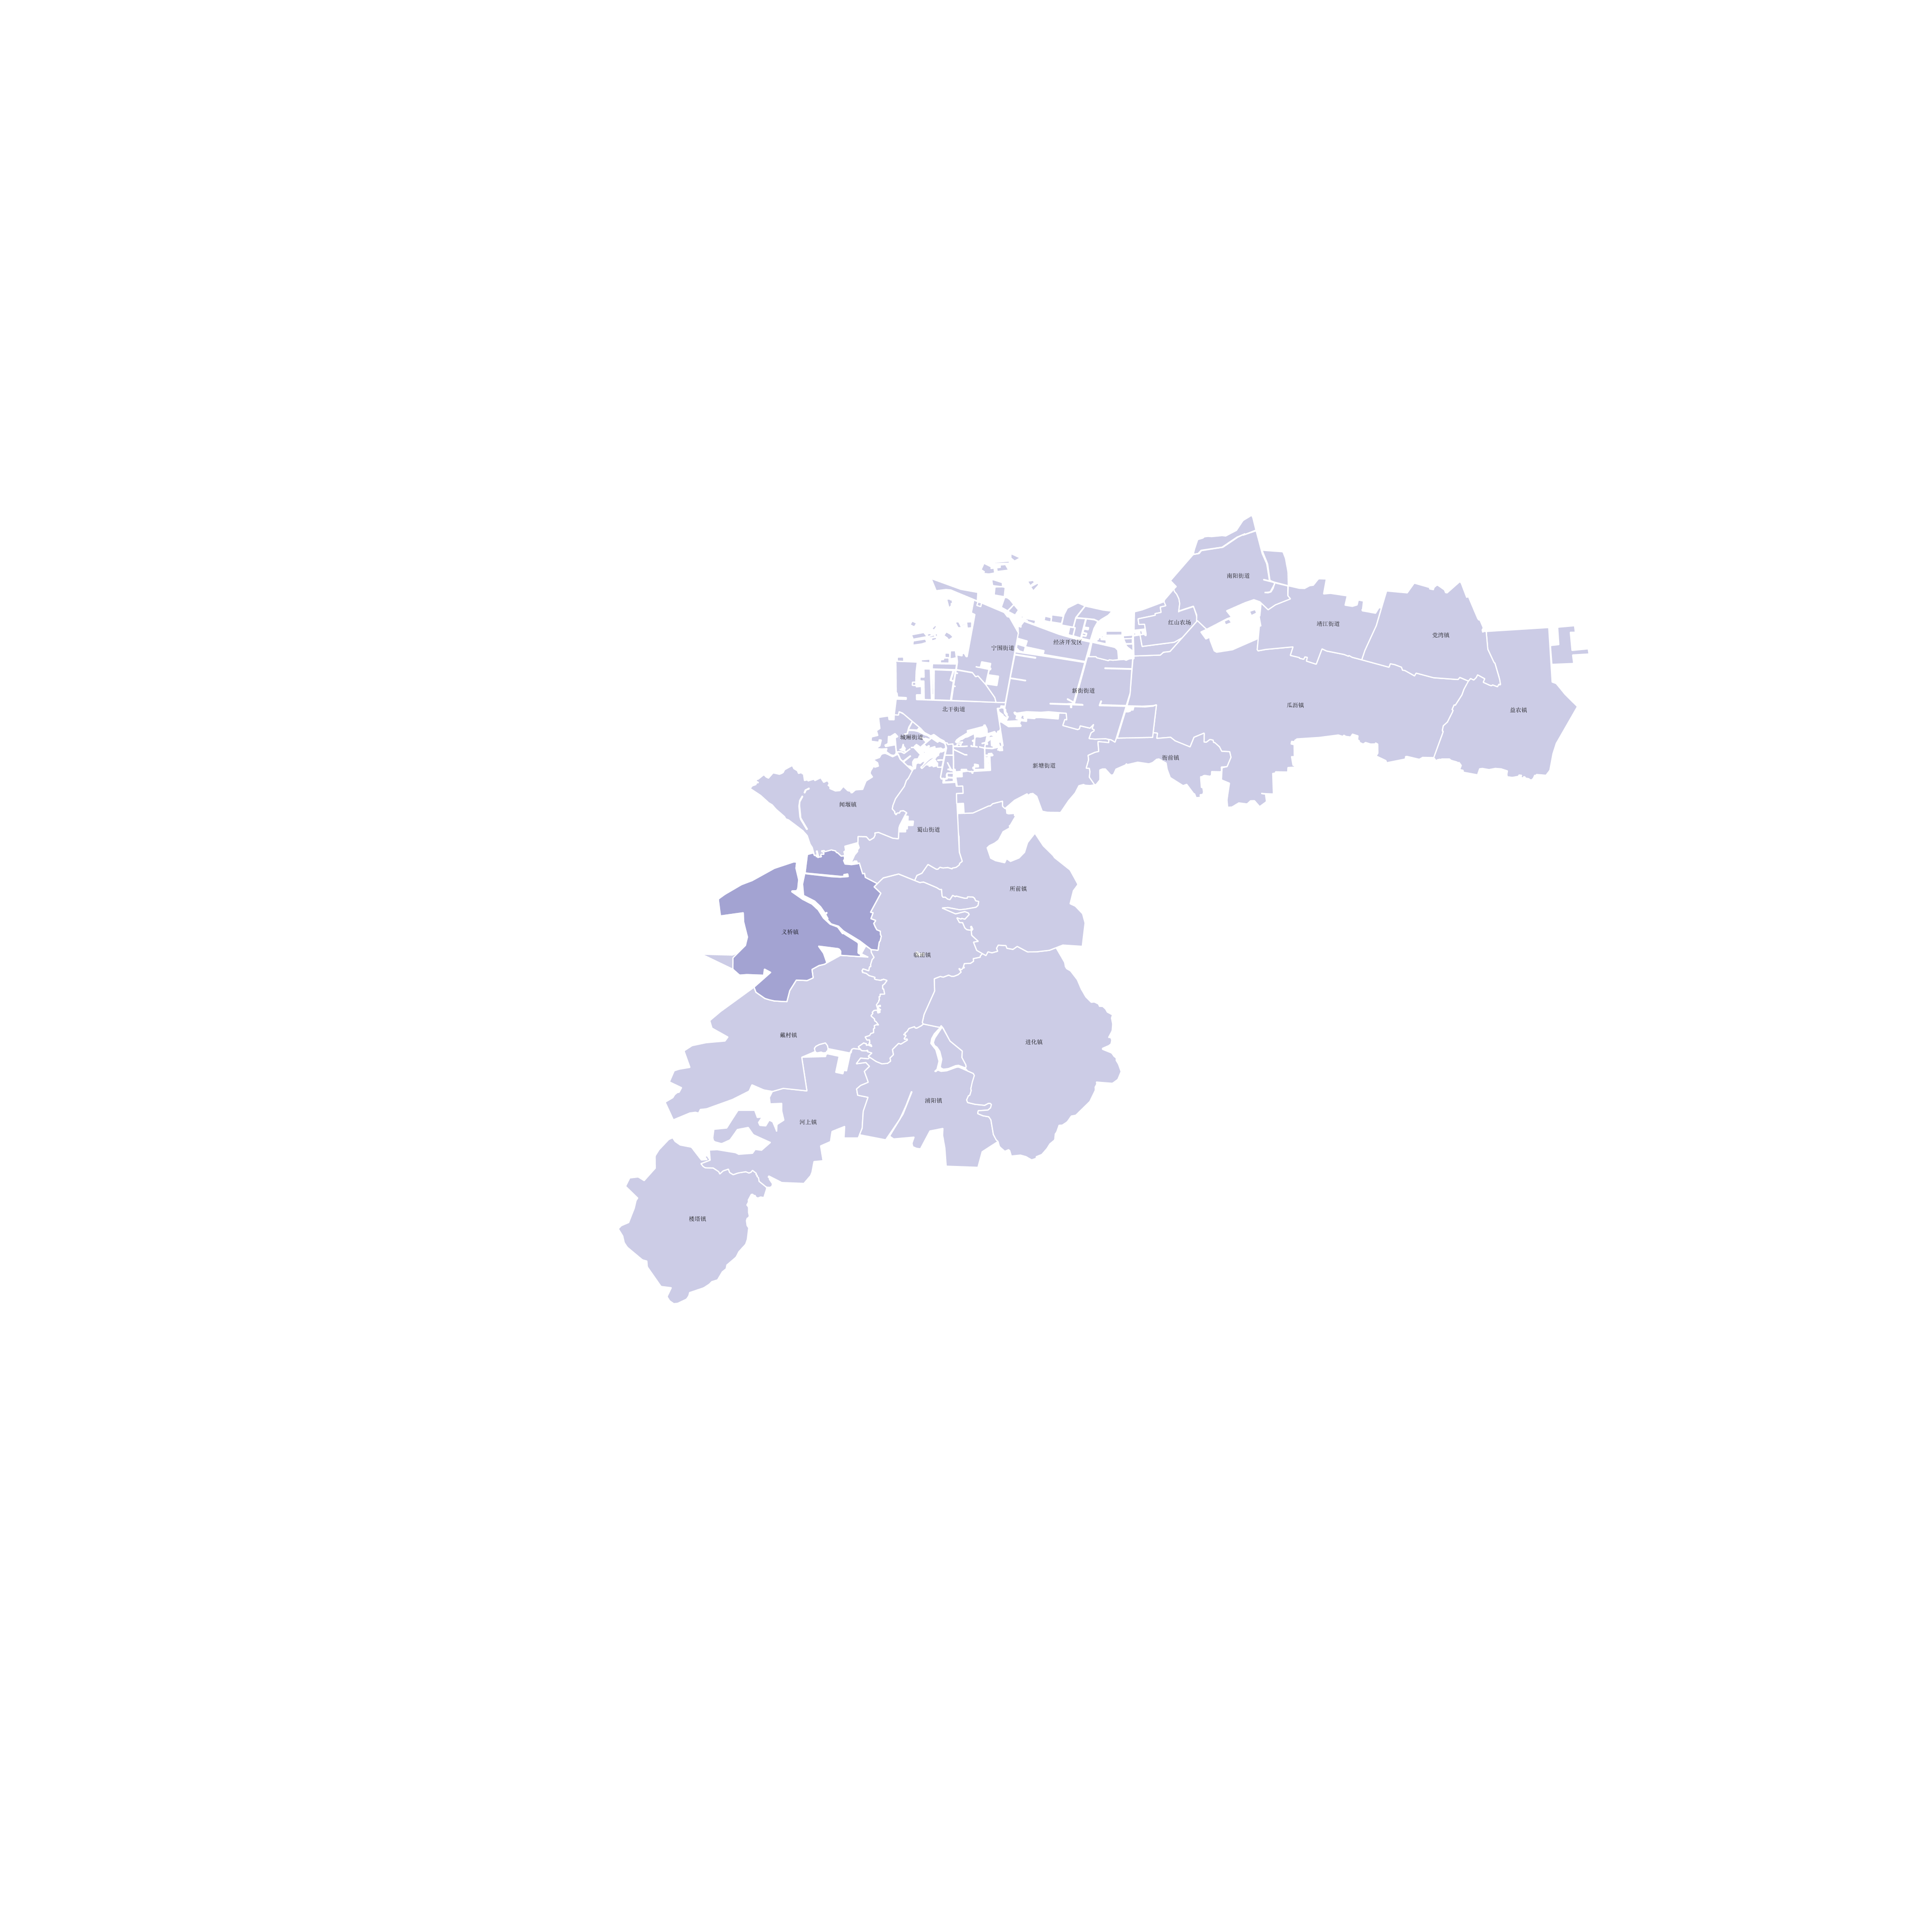 南阳街道
红山农场
靖江街道
党湾镇
宁围街道
经济开发区
新街街道
瓜沥镇
益农镇
北干街道
城厢街道
新塘街道
衙前镇
闻堰镇
蜀山街道
所前镇
义桥镇
临浦镇
戴村镇
进化镇
浦阳镇
河上镇
楼塔镇